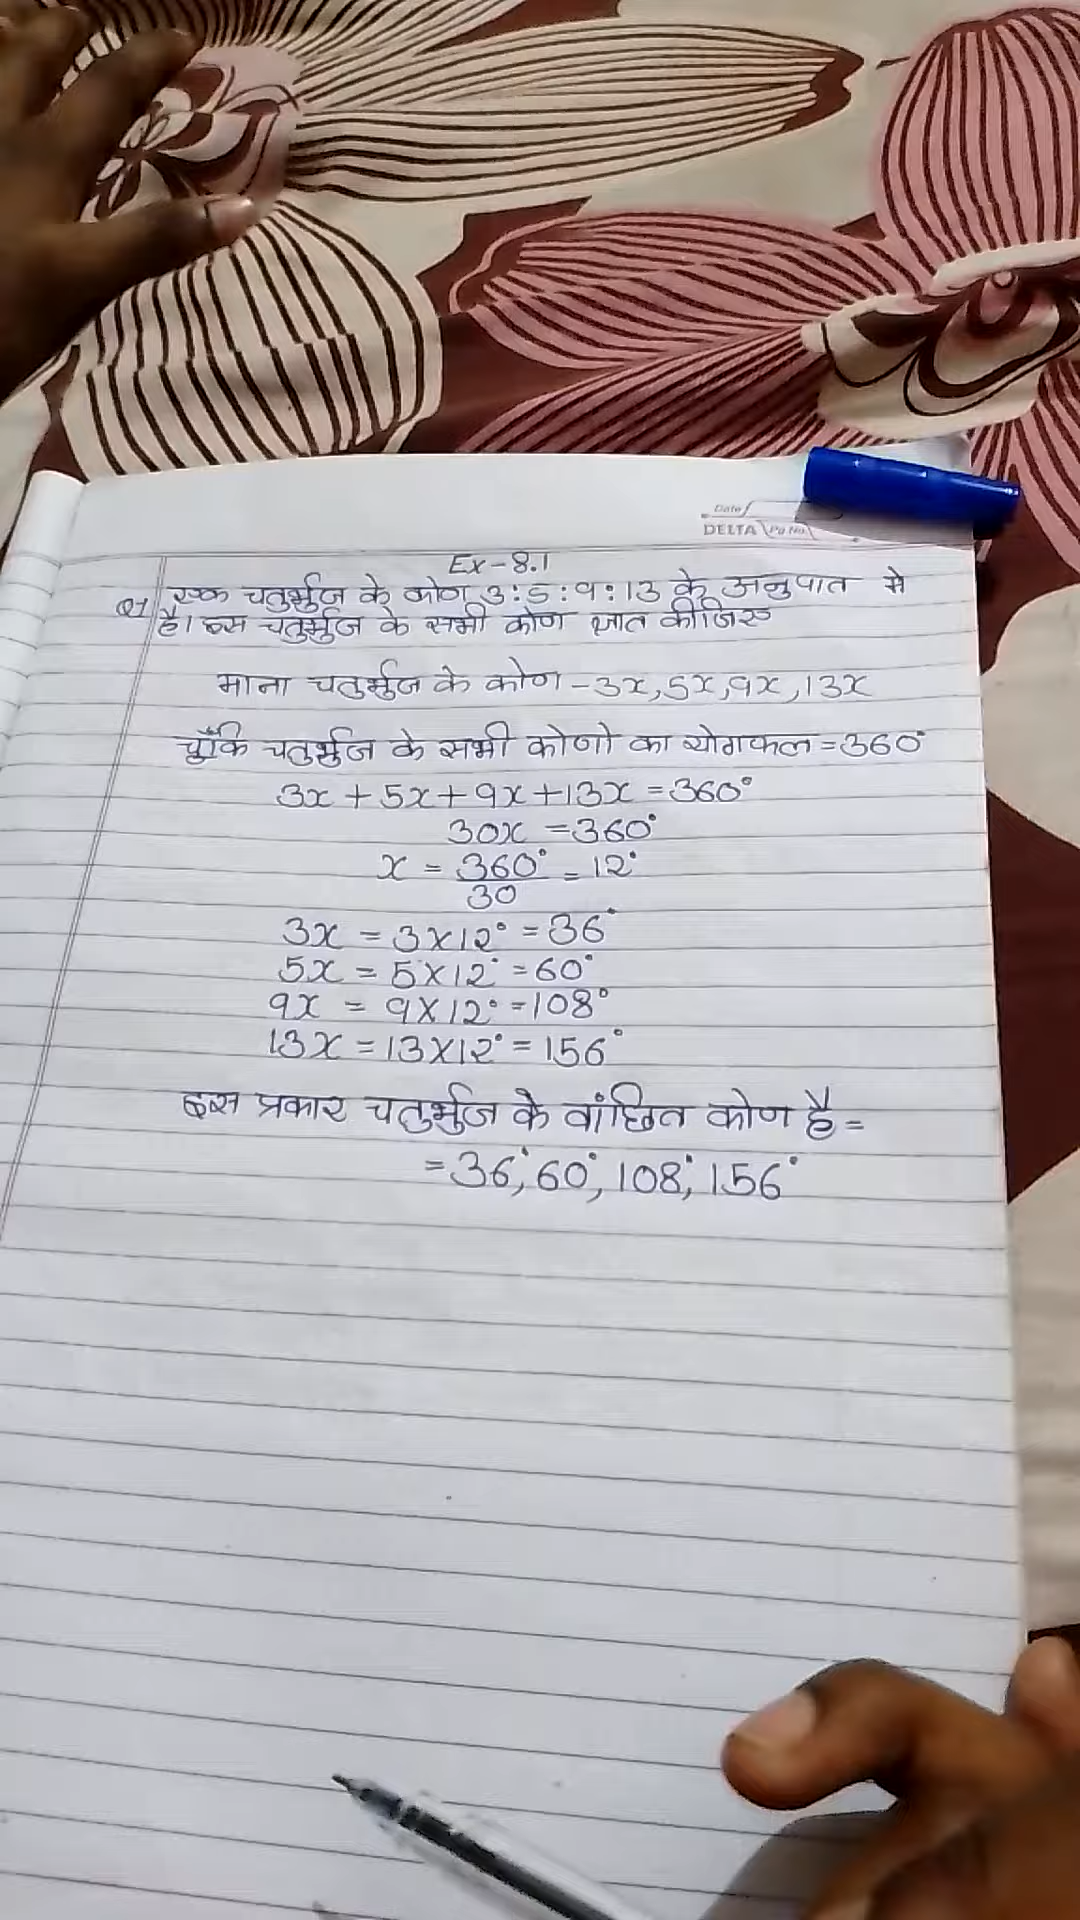 Date
DELTA Pg No.
Ex-8.1
Q1 एक चतुर्भुज के कोण 3:5:9:13 के अनुपात मे
है। इस चतुर्भुज के सभी कोण ज्ञात कीजिए
माना चतुर्भुज के कोण -3x,5x,9x,13x
चूँकि चतुर्भुज के सभी कोणो का योगफल=360°
3x+5x+9x+13x=360°
30x =360°
x = 360° = 12°
30
3x = 3×12° =36°
5x = 5×12° =60°
9x = 9×12° =108°
13x =13×12° =156°
इस प्रकार चतुर्भुज के वांछित कोण है=
=36°,60°,108°,156°